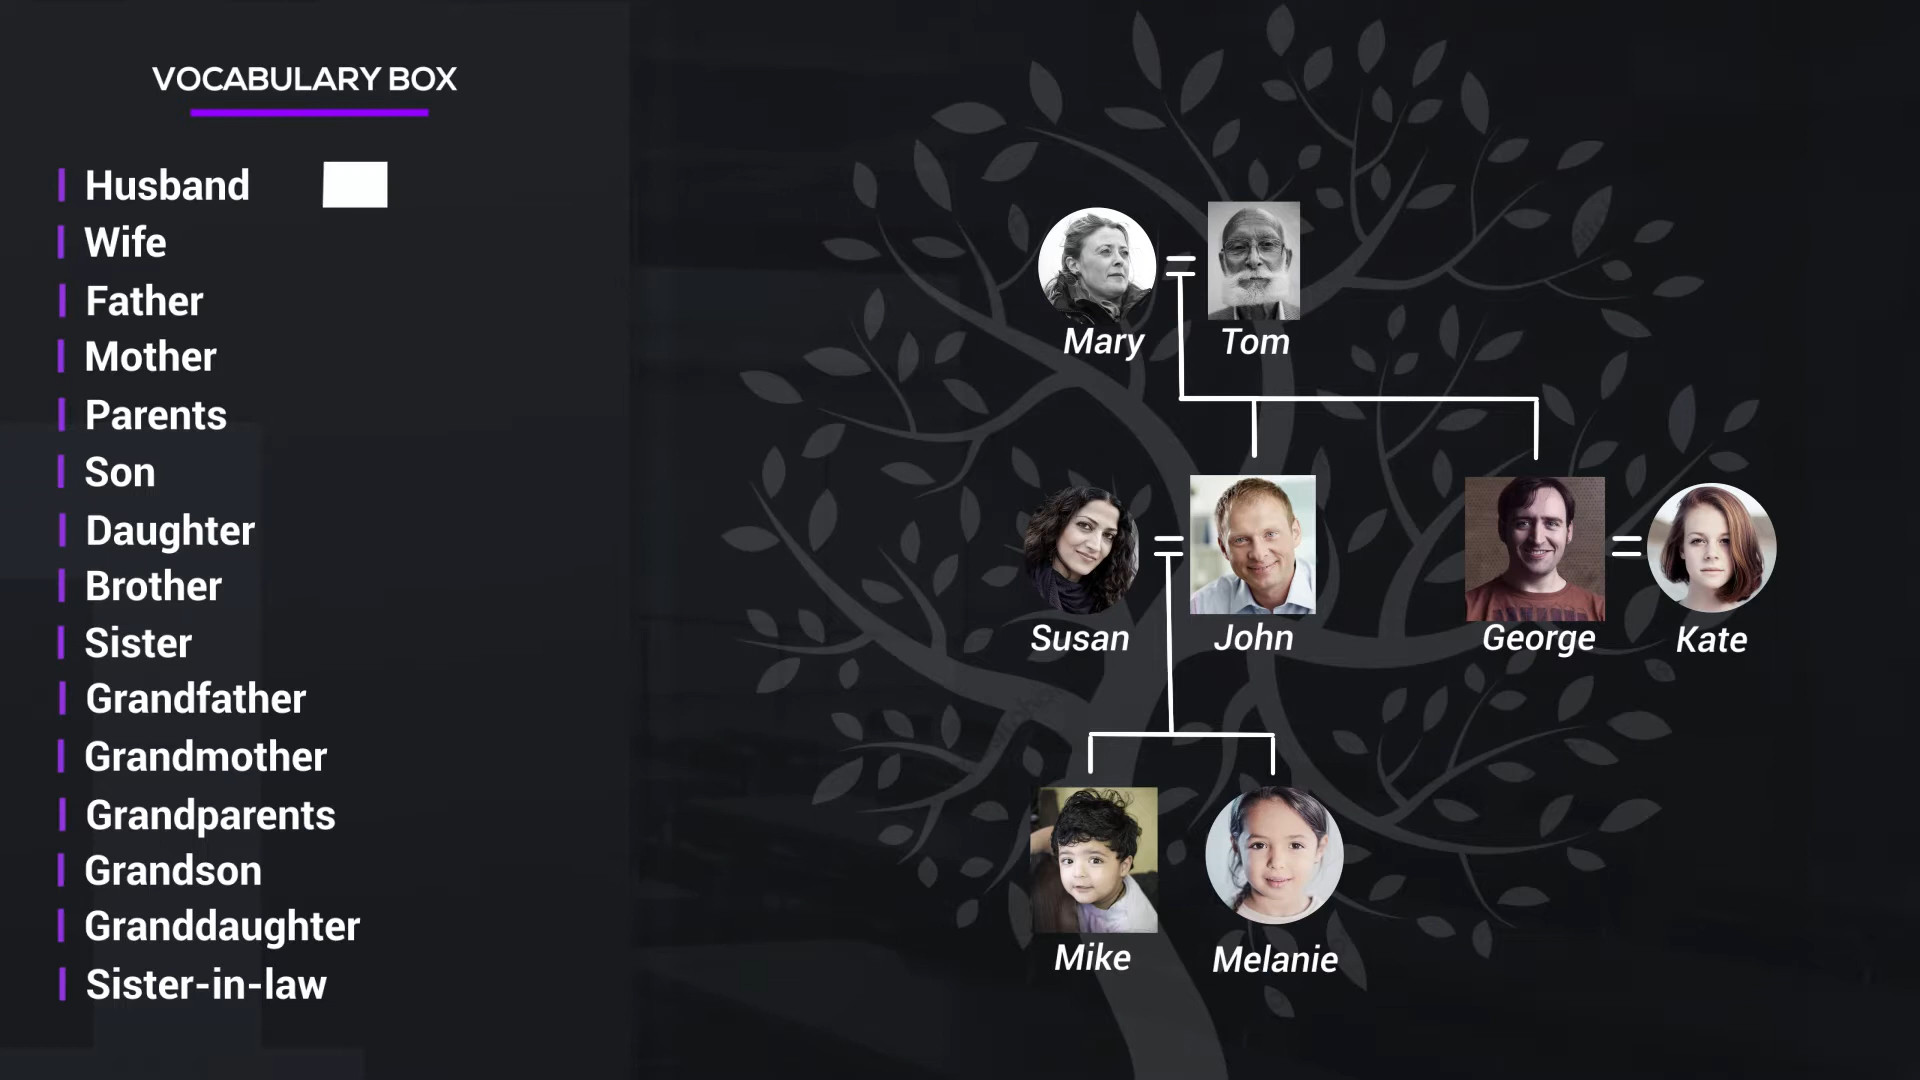 VOCABULARY BOX
Husband
Wife
Father
Mother
Parents
Son
Daughter
Brother
Sister
Grandfather
Grandmother
Grandparents
Grandson
Granddaughter
Sister-in-law
Mary
Tom
Susan
John
George
Kate
Mike
Melanie